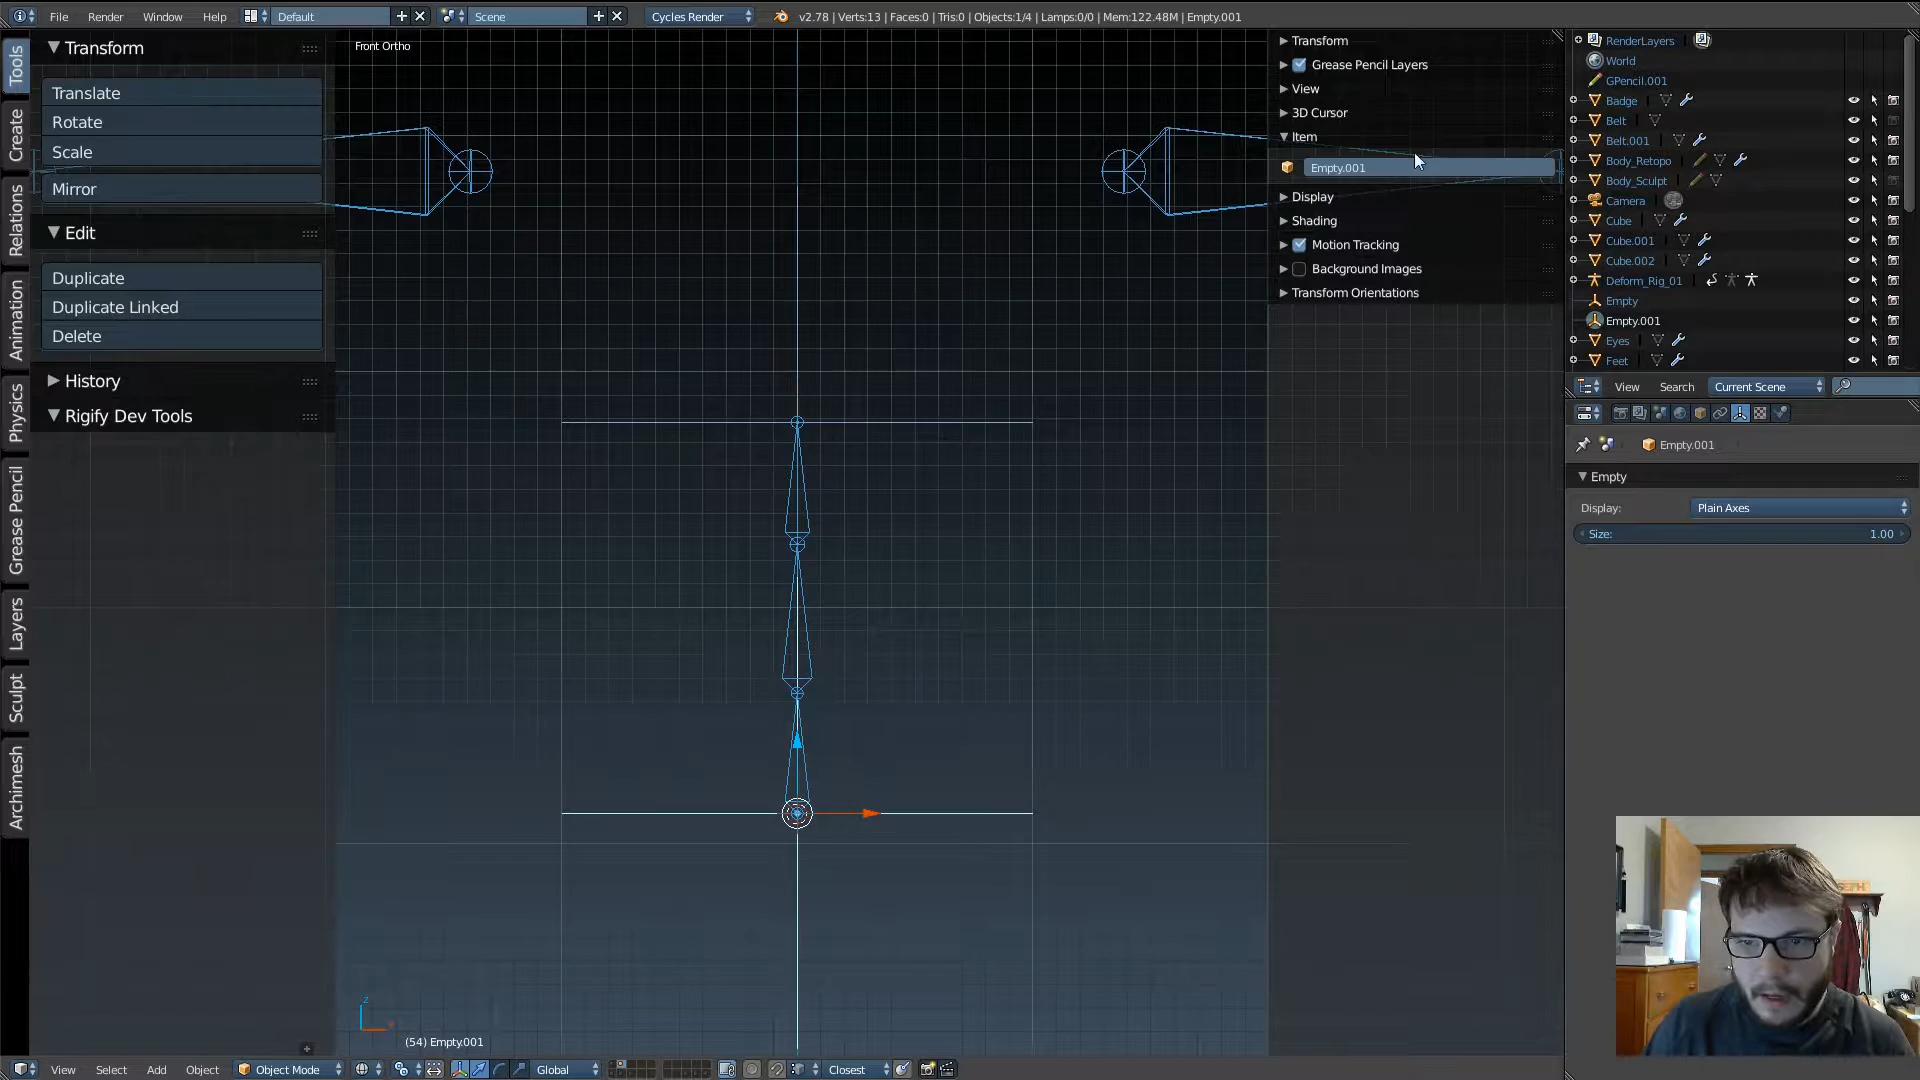 File Render Window Help Default Scene Cycles Render v2.78 | Verts:13 | Faces:0 | Tris:0 | Objects:1/4 | Lamps:0/0 | Mem:122.48M | Empty.001
Tools
Create
Relations
Animation
Physics
Grease Pencil
Layers
Sculpt
Archimesh
Transform
Translate
Rotate
Scale
Mirror
Edit
Duplicate
Duplicate Linked
Delete
History
Rigify Dev Tools
Front Ortho
z
(54) Empty.001
Transform
Grease Pencil Layers
View
3D Cursor
Item
Empty.001
Display
Shading
Motion Tracking
Background Images
Transform Orientations
RenderLayers
World
GPencil.001
Badge
Belt
Belt.001
Body_Retopo
Body_Sculpt
Camera
Cube
Cube.001
Cube.002
Deform_Rig_01
Empty
Empty.001
Eyes
Feet
View Search Current Scene
Empty.001
Empty
Display: Plain Axes
Size: 1.00
View Select Add Object Object Mode Global Closest